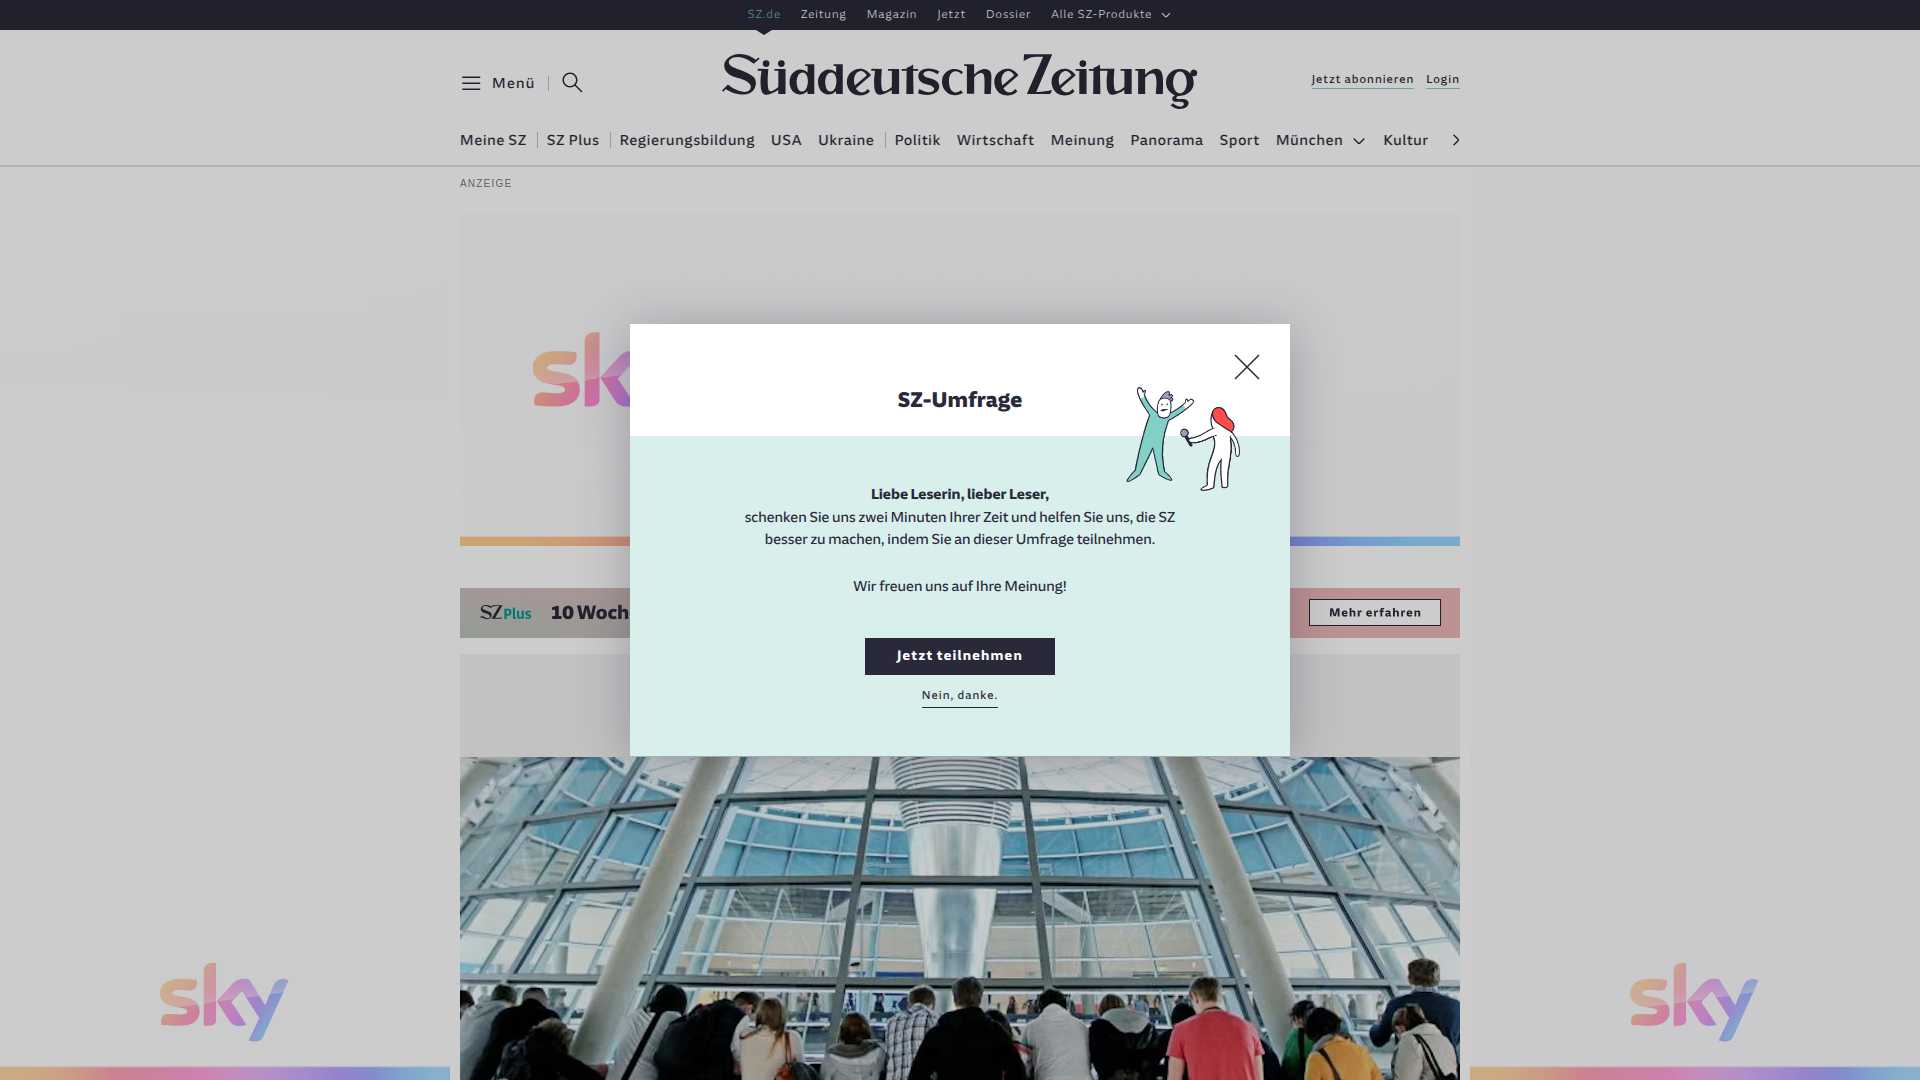 SZ.de Zeitung Magazin Jetzt Dossier Alle SZ-Produkte
Menü
Süddeutsche Zeitung
Jetzt abonnieren Login
Meine SZ SZ Plus Regierungsbildung USA Ukraine Politik Wirtschaft Meinung Panorama Sport München Kultur
ANZEIGE
sk
SZ-Umfrage
Liebe Leserin, lieber Leser,
schenken Sie uns zwei Minuten Ihrer Zeit und helfen Sie uns, die SZ
besser zu machen, indem Sie an dieser Umfrage teilnehmen.
Wir freuen uns auf Ihre Meinung!
SZ Plus 10 Woch
Mehr erfahren
Jetzt teilnehmen
Nein, danke.
sky
sky